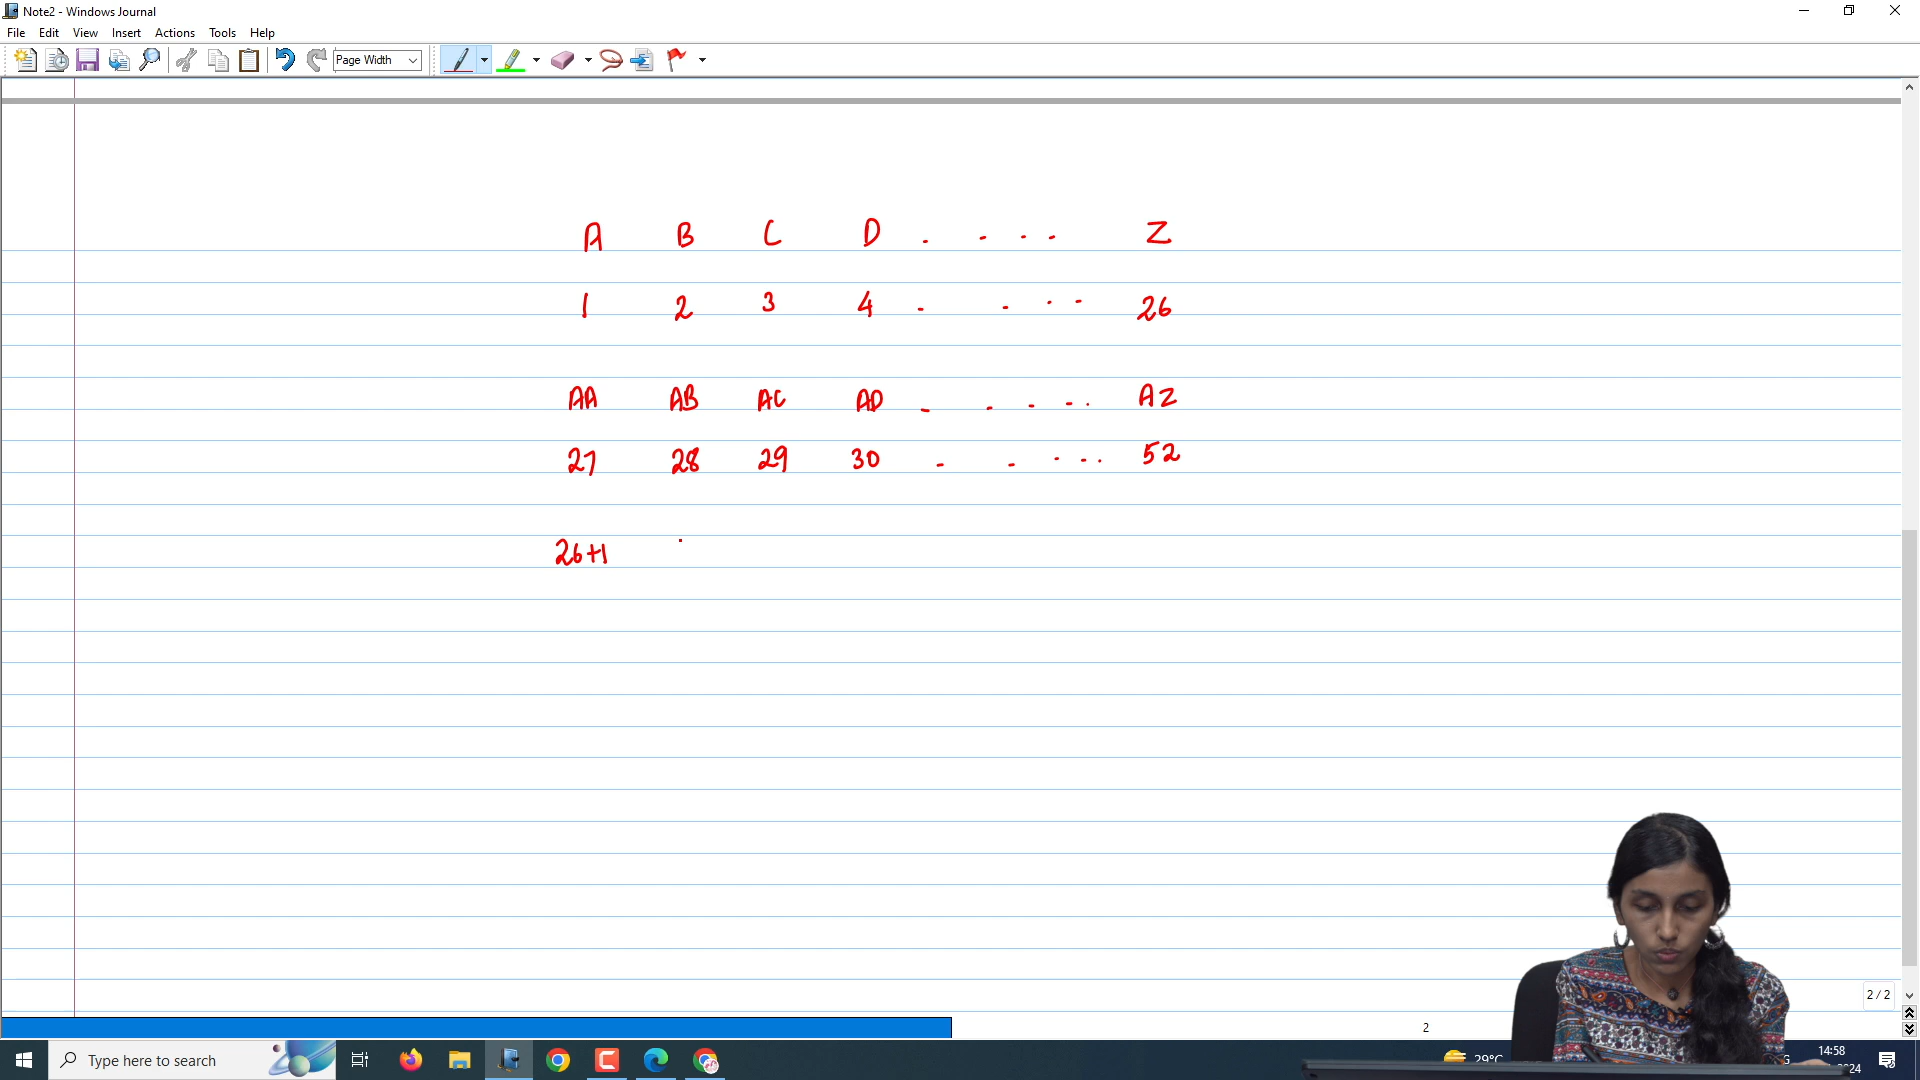 Note2 - Windows Journal
File Edit View Insert Actions Tools Help
Page Width
A B C D . . . . Z
1 2 3 4 . . . . 26
AA AB AC AD . . . . . AZ
27 28 29 30 . . . . . 52
26+1
2 / 2
2
Type here to search
29°C
14:58